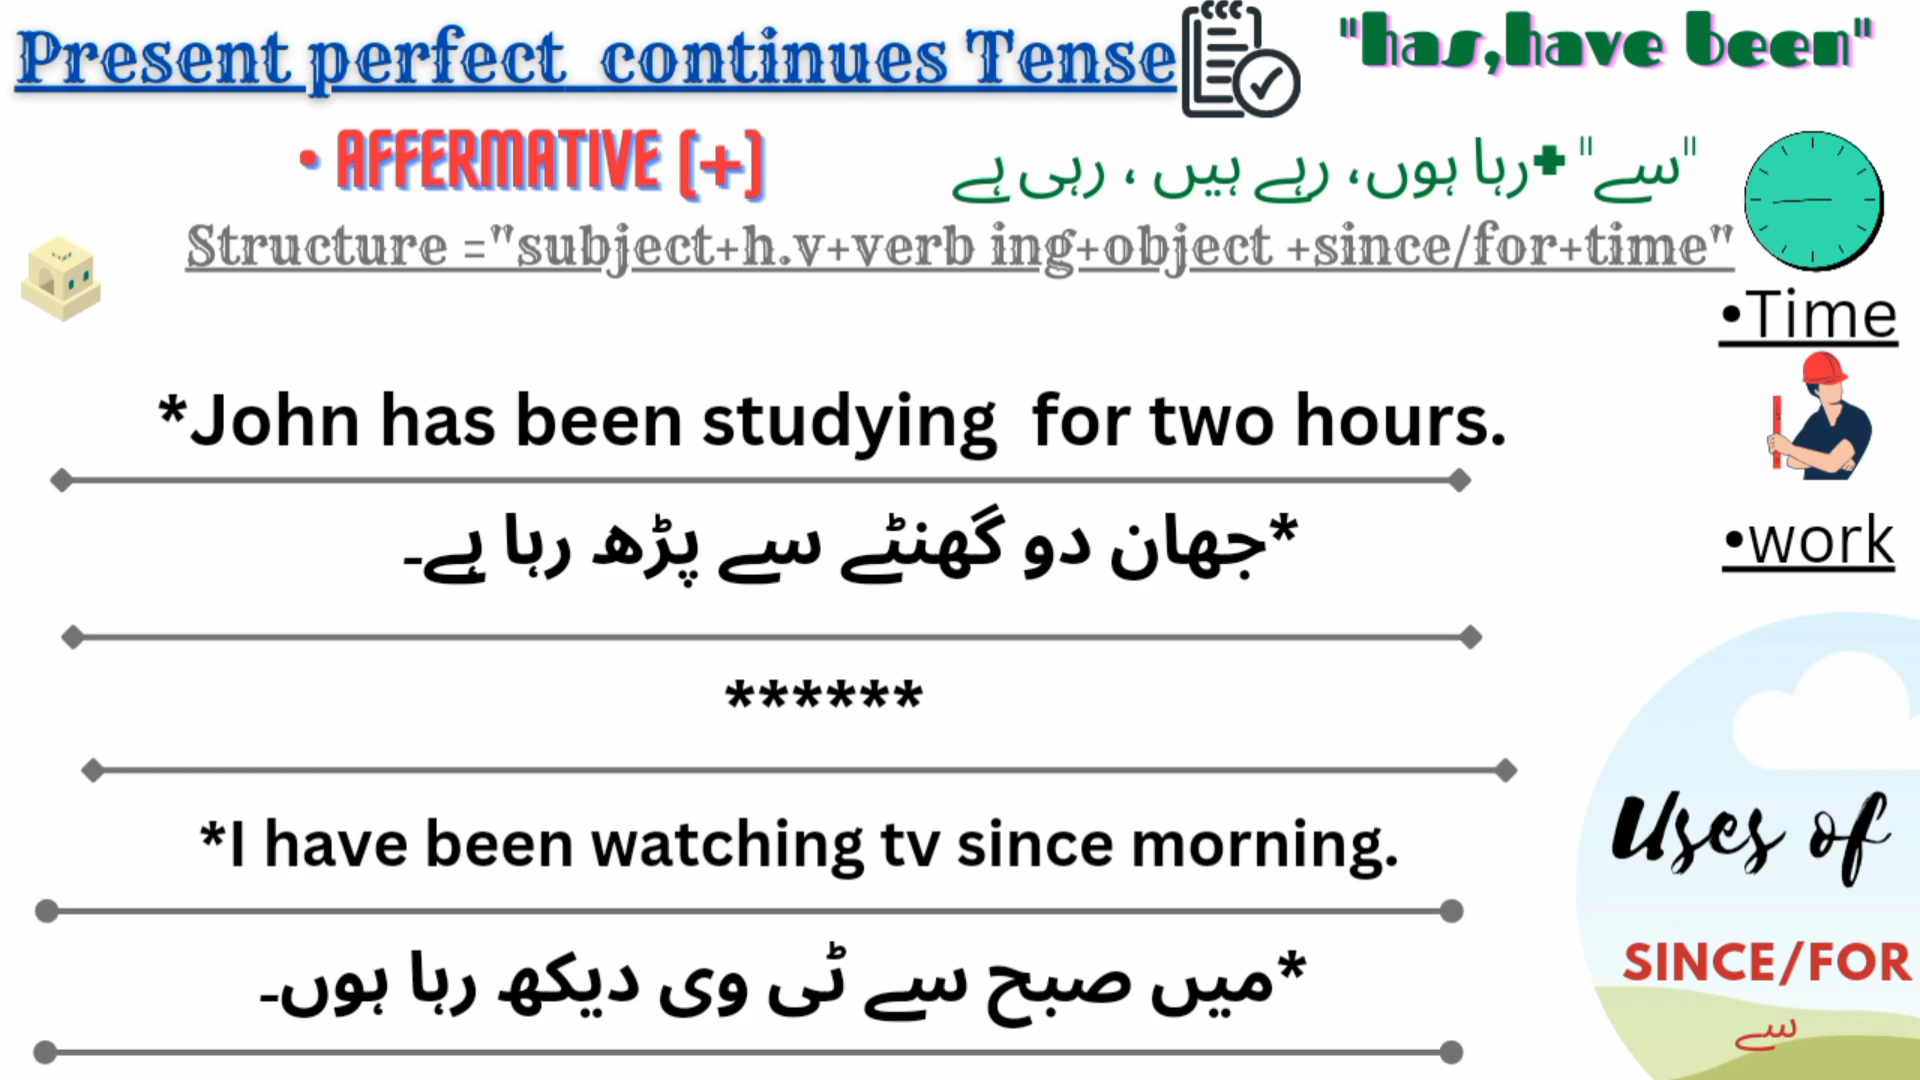 Present perfect continues Tense
"has,have been"
• AFFERMATIVE (+)
"سے"+رہا ہوں، رہے ہیں ، رہی ہے
Structure ="subject+h.v+verb ing+object +since/for+time"
•Time
*John has been studying for two hours.
*جھان دو گھنٹے سے پڑھ رہا ہے۔
•work
******
*I have been watching tv since morning.
*میں صبح سے ٹی وی دیکھ رہا ہوں۔
Uses of
SINCE/FOR
سے